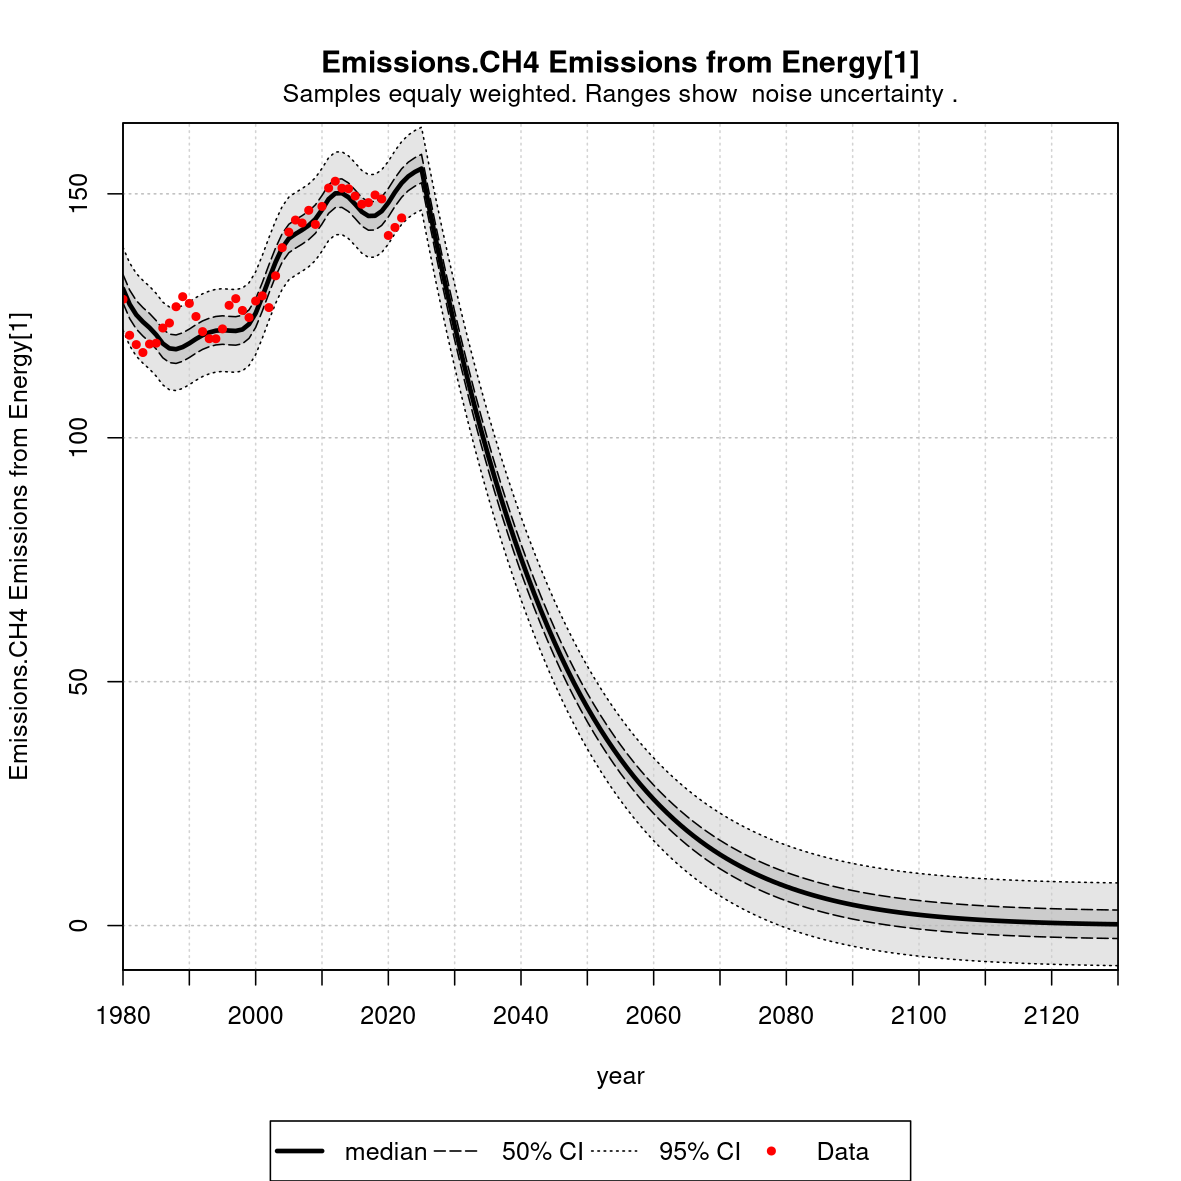 Emissions.CH4 Emissions from Energy[1]
Samples equaly weighted. Ranges show  noise uncertainty .
Emissions.CH4 Emissions from Energy[1]
150
100
50
0
1980 2000 2020 2040 2060 2080 2100 2120
year
median 50% CI 95% CI Data